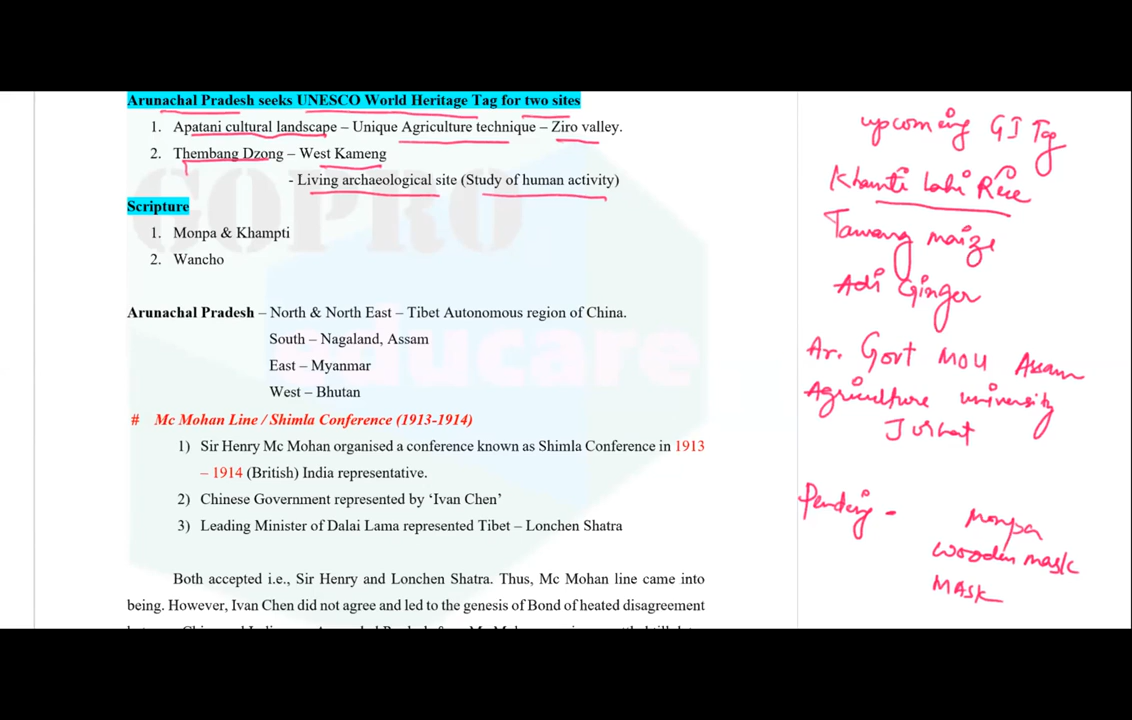 Arunachal Pradesh seeks UNESCO World Heritage Tag for two sites
1. Apatani cultural landscape – Unique Agriculture technique – Ziro valley.
2. Thembang Dzong – West Kameng
- Living archaeological site (Study of human activity)
Scripture
1. Monpa & Khampti
2. Wancho
Arunachal Pradesh – North & North East – Tibet Autonomous region of China.
South – Nagaland, Assam
East – Myanmar
West – Bhutan
# Mc Mohan Line / Shimla Conference (1913-1914)
1) Sir Henry Mc Mohan organised a conference known as Shimla Conference in 1913
– 1914 (British) India representative.
2) Chinese Government represented by ‘Ivan Chen’
3) Leading Minister of Dalai Lama represented Tibet – Lonchen Shatra
Both accepted i.e., Sir Henry and Lonchen Shatra. Thus, Mc Mohan line came into
being. However, Ivan Chen did not agree and led to the genesis of Bond of heated disagreement
GOPRO
educare
upcoming GI Tag
Khamti Lahi Rice
Tawang maize
Adi Ginger
Ar. Govt MOU Assam
Agriculture university
Jorhat
Pending - Monpa
wooden mask
MASK